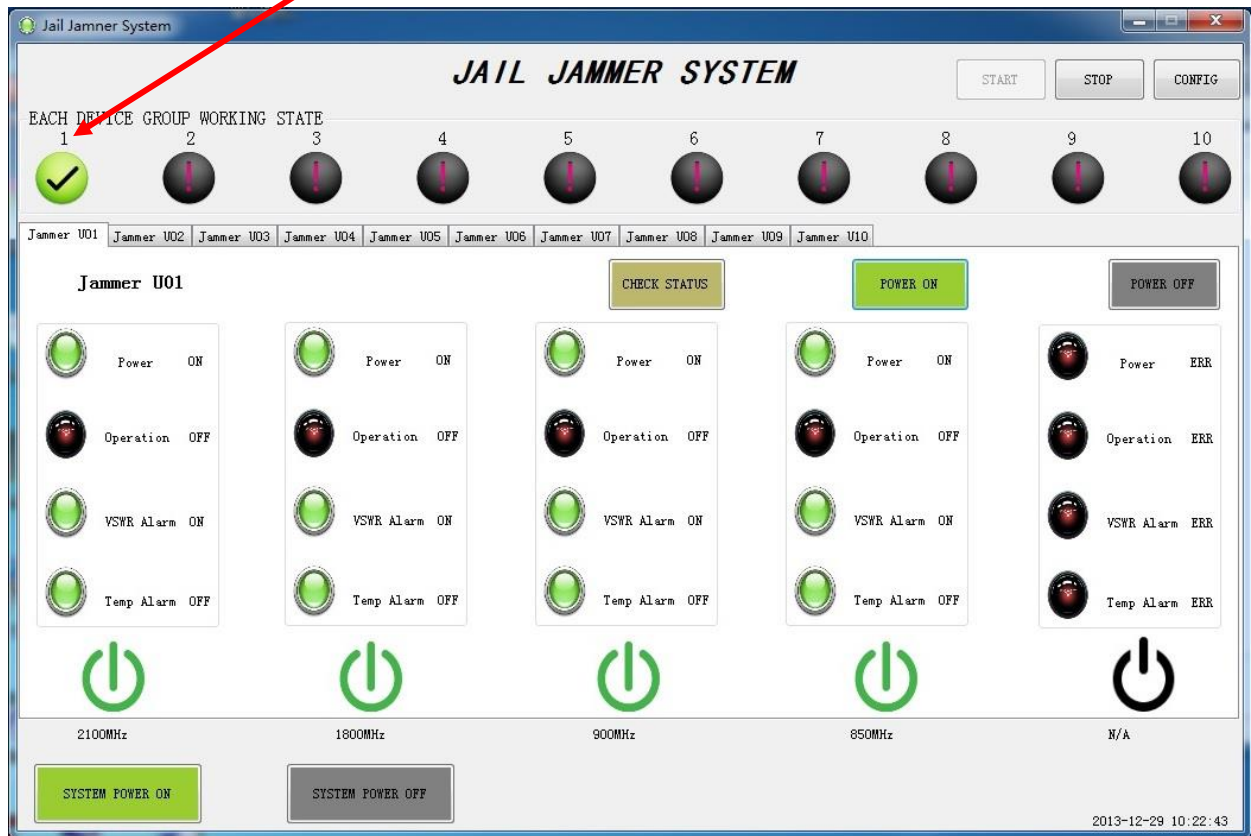 Jail Jamner System
JAIL JAMMER SYSTEM
START STOP CONFIG
EACH DEVICE GROUP WORKING STATE
1 2 3 4 5 6 7 8 9 10
Jammer U01 Jammer U02 Jammer U03 Jammer U04 Jammer U05 Jammer U06 Jammer U07 Jammer U08 Jammer U09 Jammer U10
Jammer U01 CHECK STATUS POWER ON POWER OFF
Power ON Power ON Power ON Power ON Power ERR
Operation OFF Operation OFF Operation OFF Operation OFF Operation ERR
VSWR Alarm ON VSWR Alarm ON VSWR Alarm ON VSWR Alarm ON VSWR Alarm ERR
Temp Alarm OFF Temp Alarm OFF Temp Alarm OFF Temp Alarm OFF Temp Alarm ERR
2100MHz 1800MHz 900MHz 850MHz N/A
SYSTEM POWER ON SYSTEM POWER OFF
2013-12-29 10:22:43